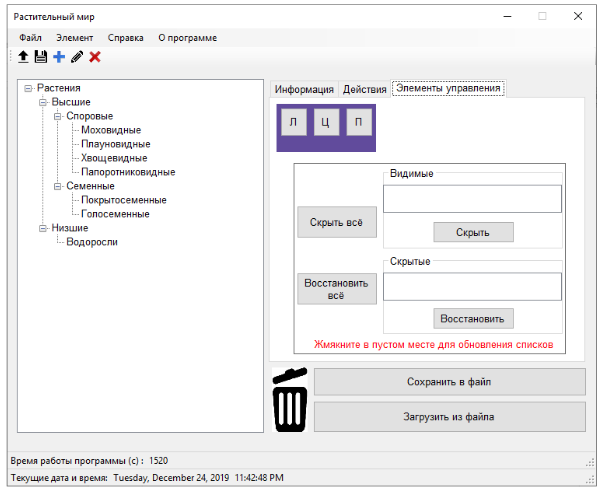 Растительный мир
Файл Элемент Справка О программе
Растения
Высшие
Споровые
Моховидные
Плауновидные
Хвощевидные
Папоротниковидные
Семенные
Покрытосеменные
Голосеменные
Низшие
Водоросли
Информация Действия Элементы управления
Л Ц П
Видимые
Скрыть всё
Скрыть
Скрытые
Восстановить
всё
Восстановить
Жмякните в пустом месте для обновления списков
Сохранить в файл
Загрузить из файла
Время работы программы (с) : 1520
Текущие дата и время: Tuesday, December 24, 2019 11:42:48 PM